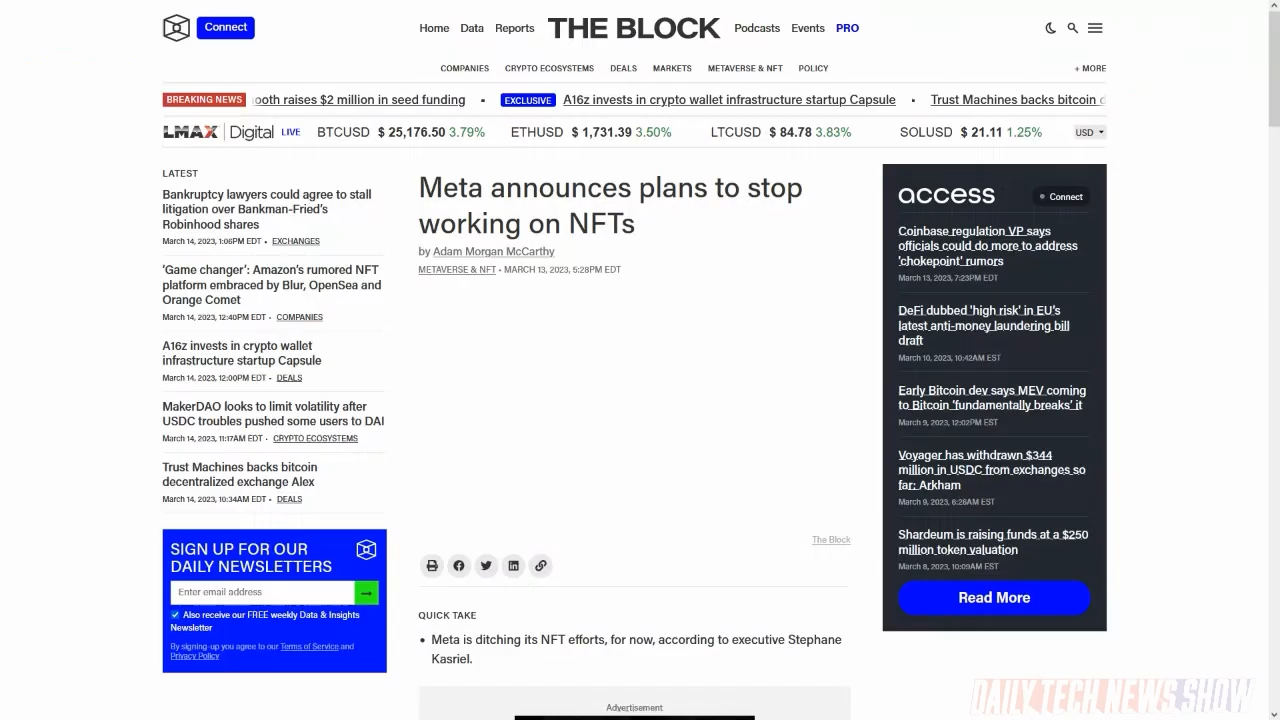 Connect
Home Data Reports THE BLOCK Podcasts Events PRO
COMPANIES CRYPTO ECOSYSTEMS DEALS MARKETS METAVERSE & NFT POLICY + MORE
BREAKING NEWS ooth raises $2 million in seed funding EXCLUSIVE A16z invests in crypto wallet infrastructure startup Capsule Trust Machines backs bitcoin
LMAX Digital LIVE BTCUSD $ 25,176.50 3.79% ETHUSD $ 1,731.39 3.50% LTCUSD $ 84.78 3.83% SOLUSD $ 21.11 1.25% USD
LATEST
Bankruptcy lawyers could agree to stall
litigation over Bankman-Fried's
Robinhood shares
March 14, 2023, 1:06PM EDT • EXCHANGES
'Game changer': Amazon's rumored NFT
platform embraced by Blur, OpenSea and
Orange Comet
March 14, 2023, 12:40PM EDT • COMPANIES
A16z invests in crypto wallet
infrastructure startup Capsule
March 14, 2023, 12:00PM EDT • DEALS
MakerDAO looks to limit volatility after
USDC troubles pushed some users to DAI
March 14, 2023, 11:17AM EDT • CRYPTO ECOSYSTEMS
Trust Machines backs bitcoin
decentralized exchange Alex
March 14, 2023, 10:34AM EDT • DEALS
SIGN UP FOR OUR
DAILY NEWSLETTERS
Enter email address
Also receive our FREE weekly Data & Insights
Newsletter
By signing-up you agree to our Terms of Service and
Privacy Policy
Meta announces plans to stop
working on NFTs
by Adam Morgan McCarthy
METAVERSE & NFT • MARCH 13, 2023, 5:28PM EDT
The Block
QUICK TAKE
• Meta is ditching its NFT efforts, for now, according to executive Stephane
Kasriel.
Advertisement
access Connect
Coinbase regulation VP says
officials could do more to address
'chokepoint' rumors
March 13, 2023, 7:23PM EDT
DeFi dubbed 'high risk' in EU's
latest anti-money laundering bill
draft
March 10, 2023, 10:42AM EST
Early Bitcoin dev says MEV coming
to Bitcoin 'fundamentally breaks' it
March 9, 2023, 12:02PM EST
Voyager has withdrawn $344
million in USDC from exchanges so
far: Arkham
March 9, 2023, 6:26AM EST
Shardeum is raising funds at a $250
million token valuation
March 8, 2023, 10:09AM EST
Read More
DAILY TECH NEWS SHOW